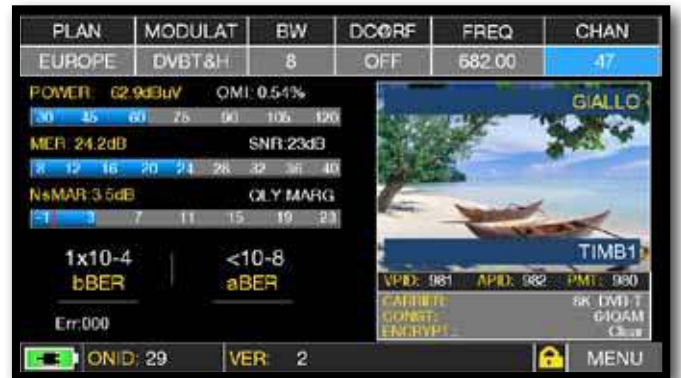 PLAN MODULAT BW DC@RF FREQ CHAN
EUROPE DVBT&H 8 OFF 682.00 47
POWER: 62.9dBuV OMI: 0.54%
30 45 60 75 90 105 120
MER: 24.2dB SNR:23dB
8 12 16 20 24 28 32 36 40
NsMAR:3.5dB QLY:MARG
-1 3 7 11 15 19 23
1x10-4 <10-8
bBER aBER
Err:000
GIALLO
TIMB1
VPID: 981 APID: 982 PMT: 980
CARRIER: 8K DVB-T
CONST: 64QAM
ENCRYPT.: Clear
ONID: 29 VER: 2 MENU